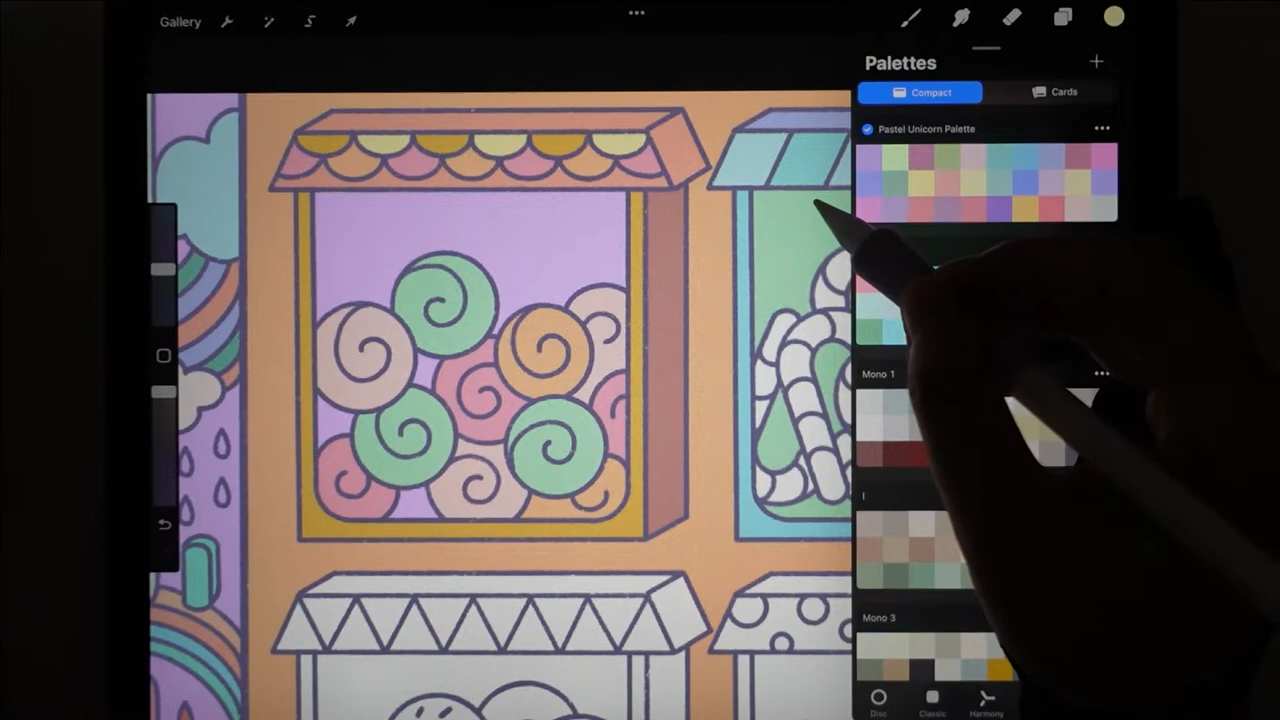 Gallery
Palettes
Compact
Cards
Pastel Unicorn Palette
Mono 1
I
Mono 3
Disc
Classic
Harmony